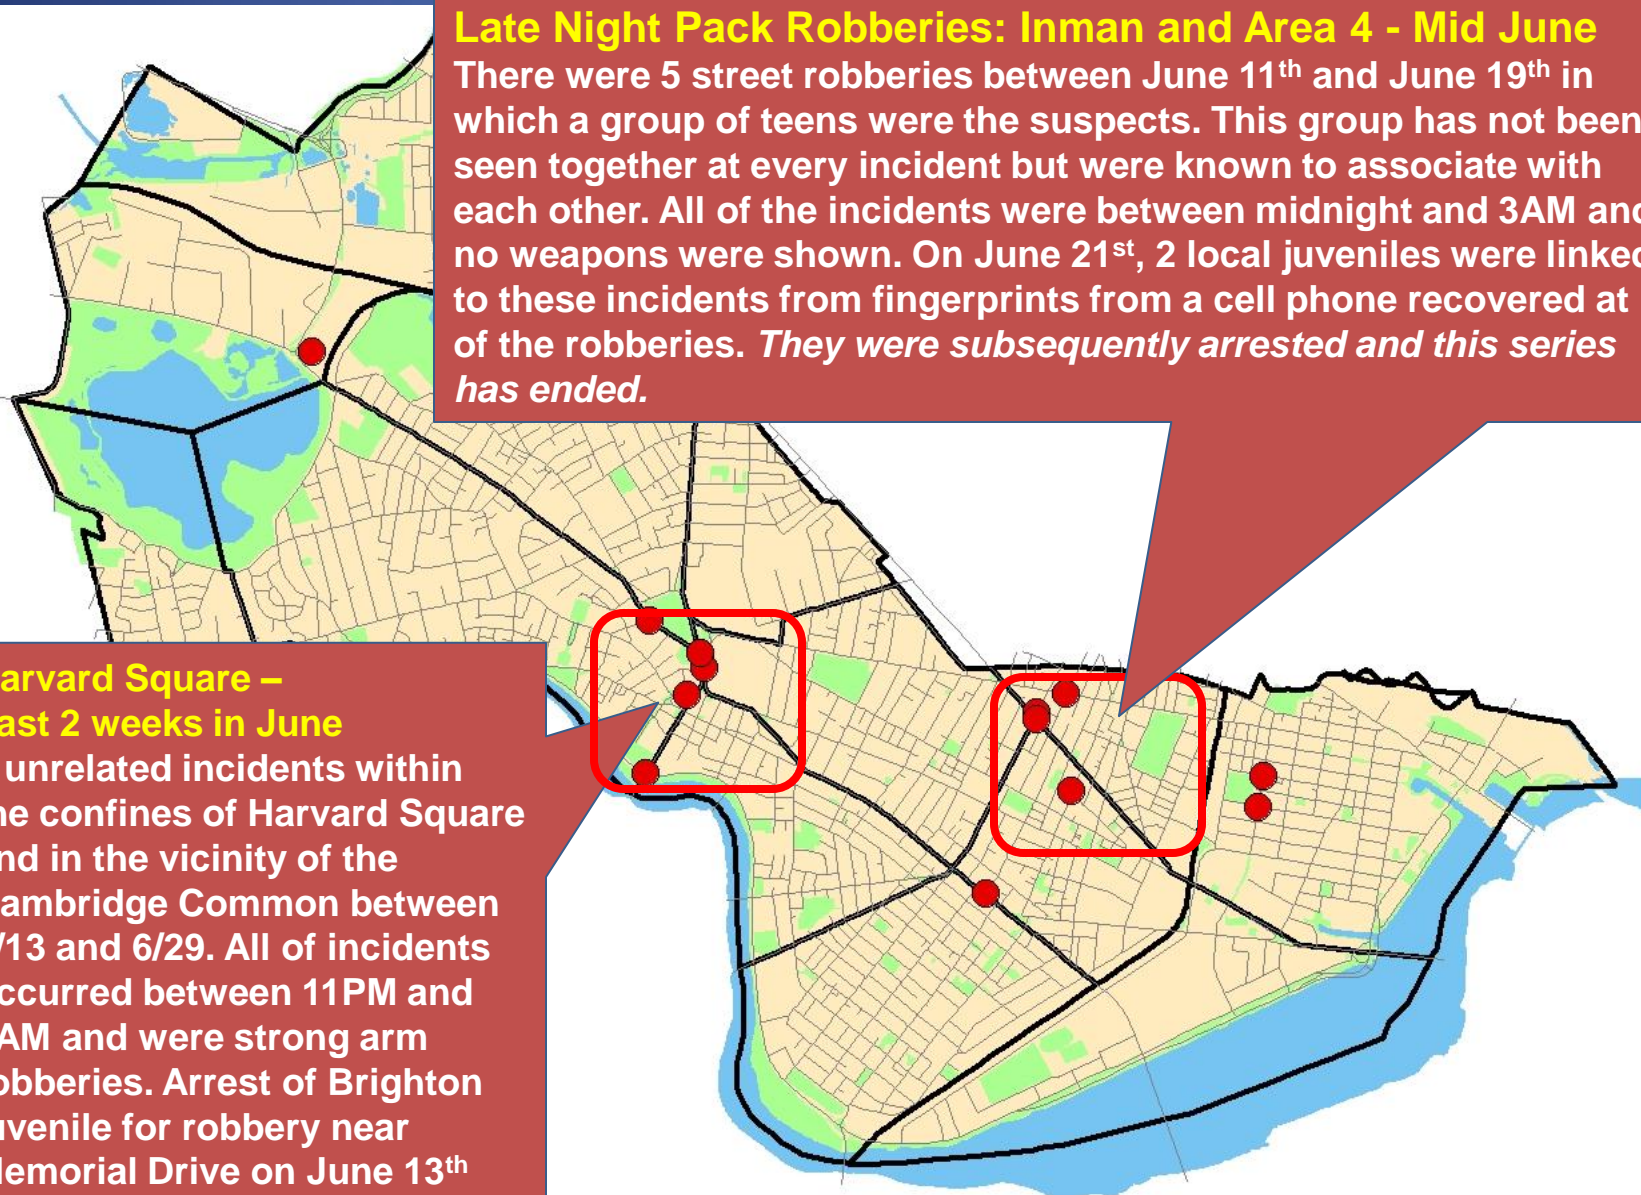 Late Night Pack Robberies: Inman and Area 4 - Mid June
There were 5 street robberies between June 11th and June 19th in
which a group of teens were the suspects. This group has not been
seen together at every incident but were known to associate with
each other. All of the incidents were between midnight and 3AM and
no weapons were shown. On June 21st, 2 local juveniles were linked
to these incidents from fingerprints from a cell phone recovered at
of the robberies. They were subsequently arrested and this series
has ended.
arvard Square –
ast 2 weeks in June
unrelated incidents within
he confines of Harvard Square
nd in the vicinity of the
ambridge Common between
/13 and 6/29. All of incidents
ccurred between 11PM and
AM and were strong arm
obberies. Arrest of Brighton
uvenile for robbery near
emorial Drive on June 13th